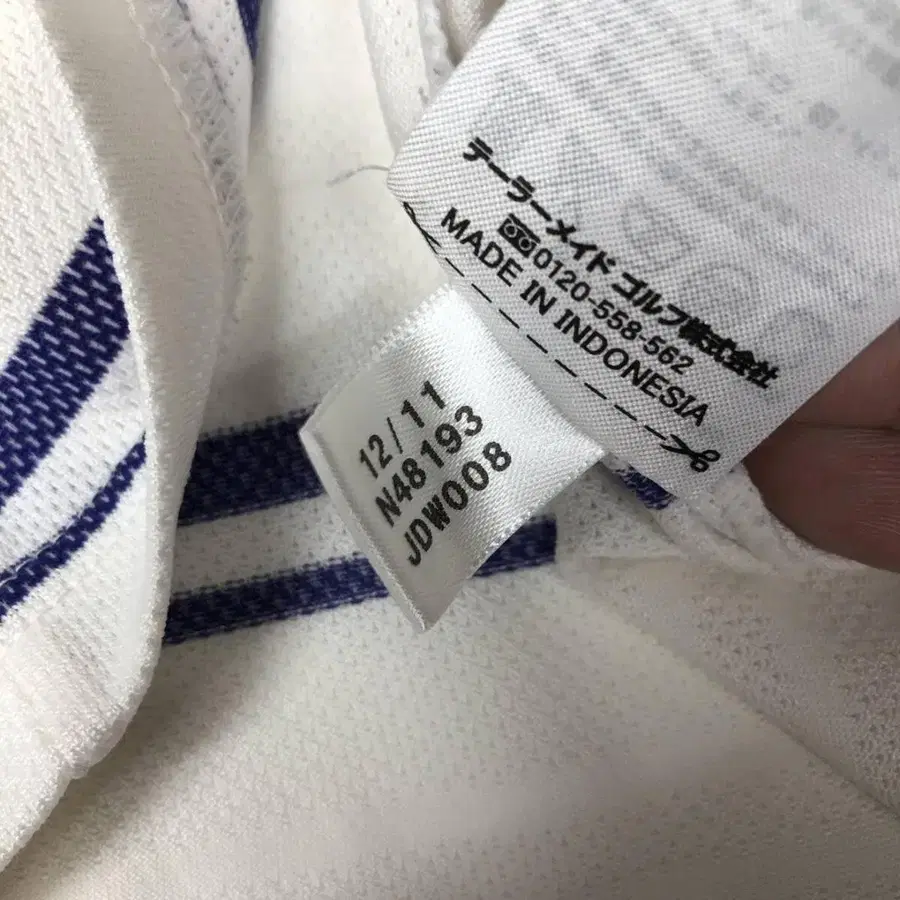 テーラーメイド ゴルフ株式会社
0120-558-562
MADE IN INDONESIA
12/11
N48193
JDW008